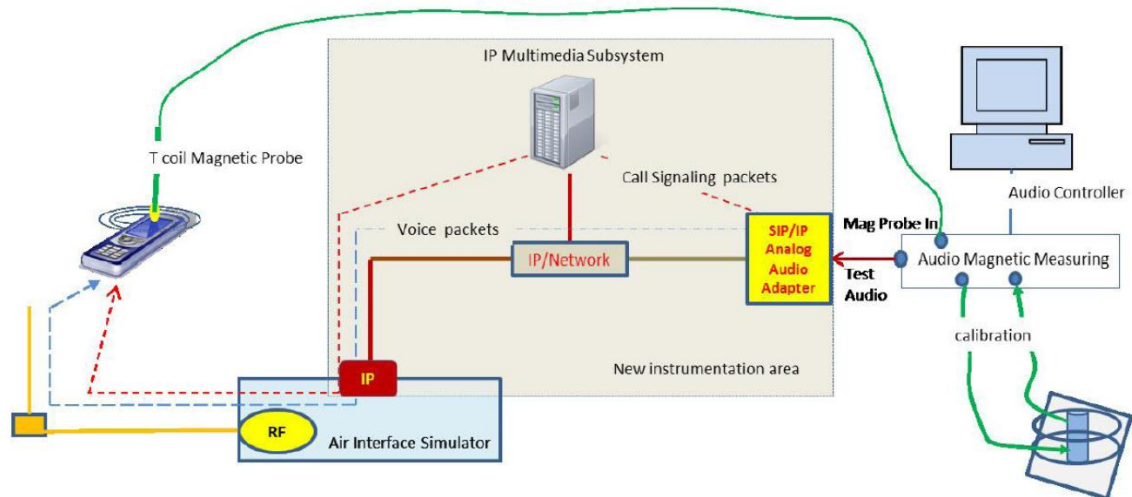 IP Multimedia Subsystem
T coil Magnetic Probe
Call Signaling packets
Audio Controller
Voice packets
Mag Probe In
SIP/IP
Analog
Audio
Adapter
IP/Network
Audio Magnetic Measuring
Test
Audio
calibration
New instrumentation area
IP
RF
Air Interface Simulator